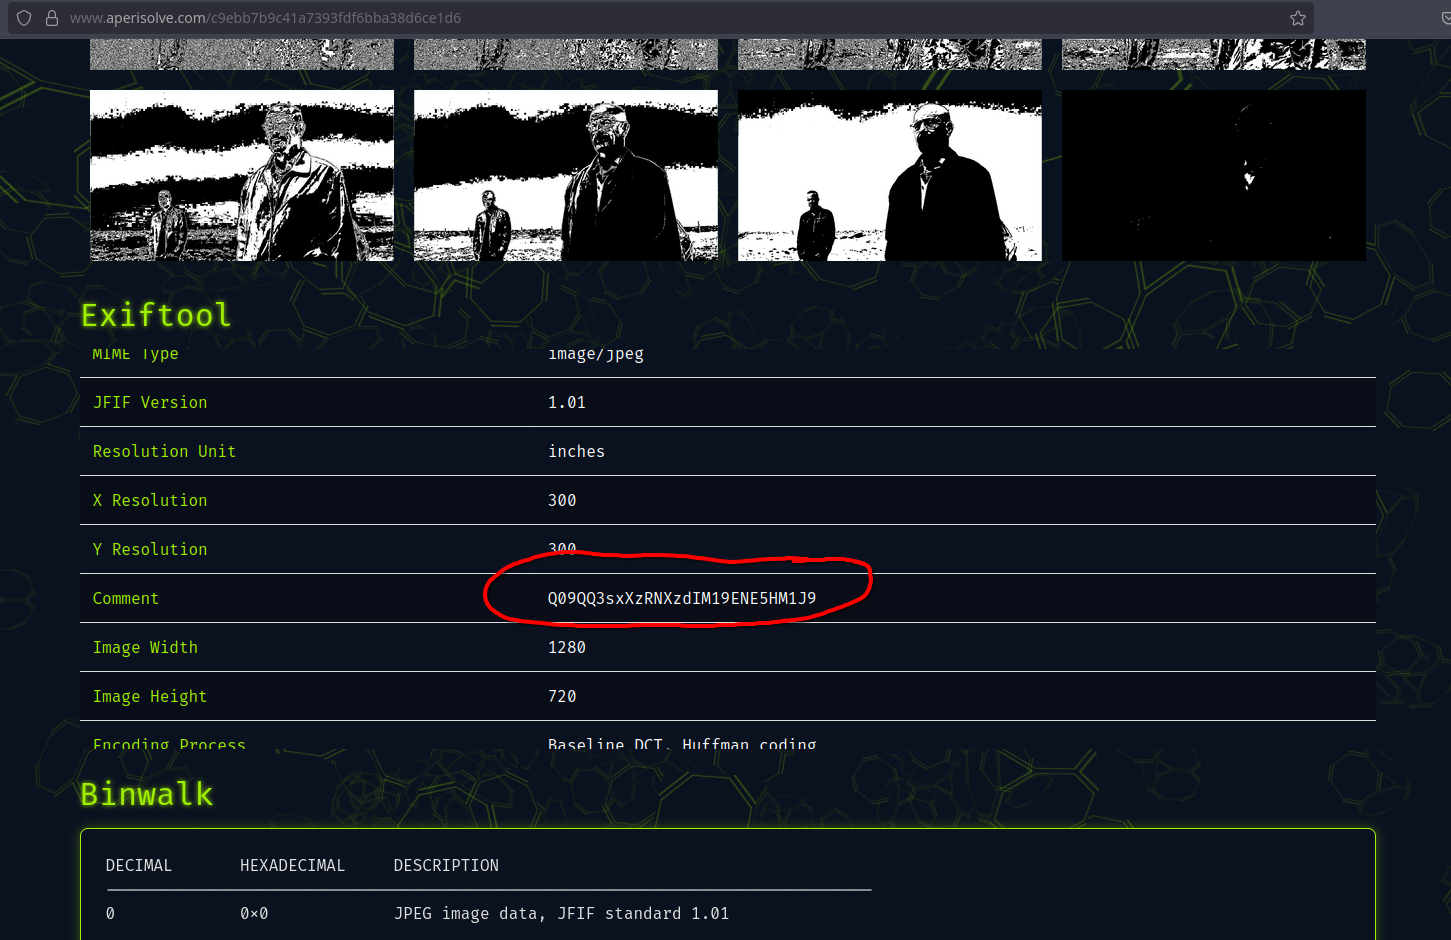 www.aperisolve.com/c9ebb7b9c41a7393fdf6bba38d6ce1d6
Exiftool
MIME Type image/jpeg
JFIF Version 1.01
Resolution Unit inches
X Resolution 300
Y Resolution 300
Comment Q09QQ3sxXzRNXzdIM19ENE5HM1J9
Image Width 1280
Image Height 720
Encoding Process Baseline DCT, Huffman coding
Binwalk
DECIMAL HEXADECIMAL DESCRIPTION
0 0×0 JPEG image data, JFIF standard 1.01